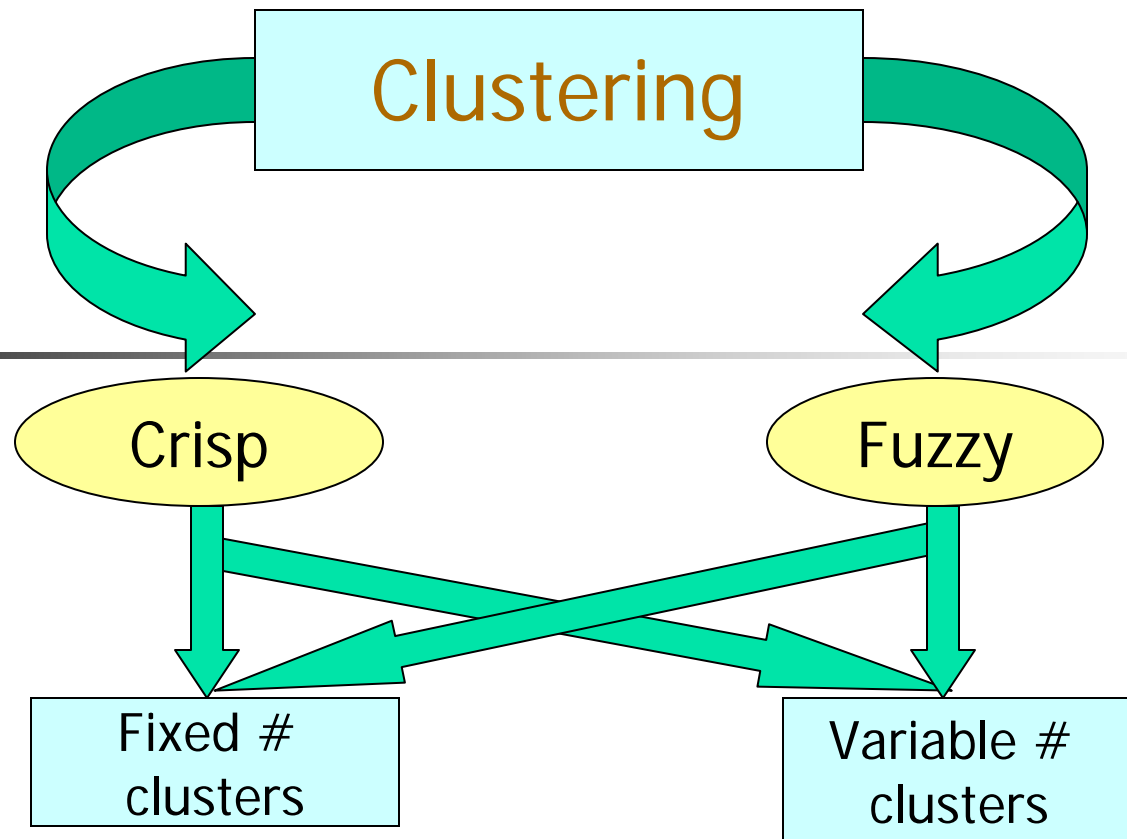 Clustering
Crisp
Fuzzy
Fixed #
clusters
Variable #
clusters